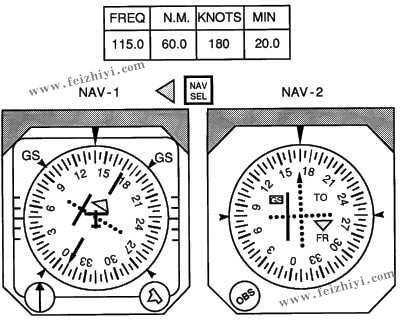 FREQ N.M. KNOTS MIN
115.0 60.0 180 20.0
www.feizhiyi.com
NAV-1 NAV SEL NAV-2
GS GS
0 3 6 9 12 15 18 21 24 27 30 33
0 3 6 9 12 15 18 21 24 27 30 33
GS TO
FR
OBS
www.feizhiyi.com